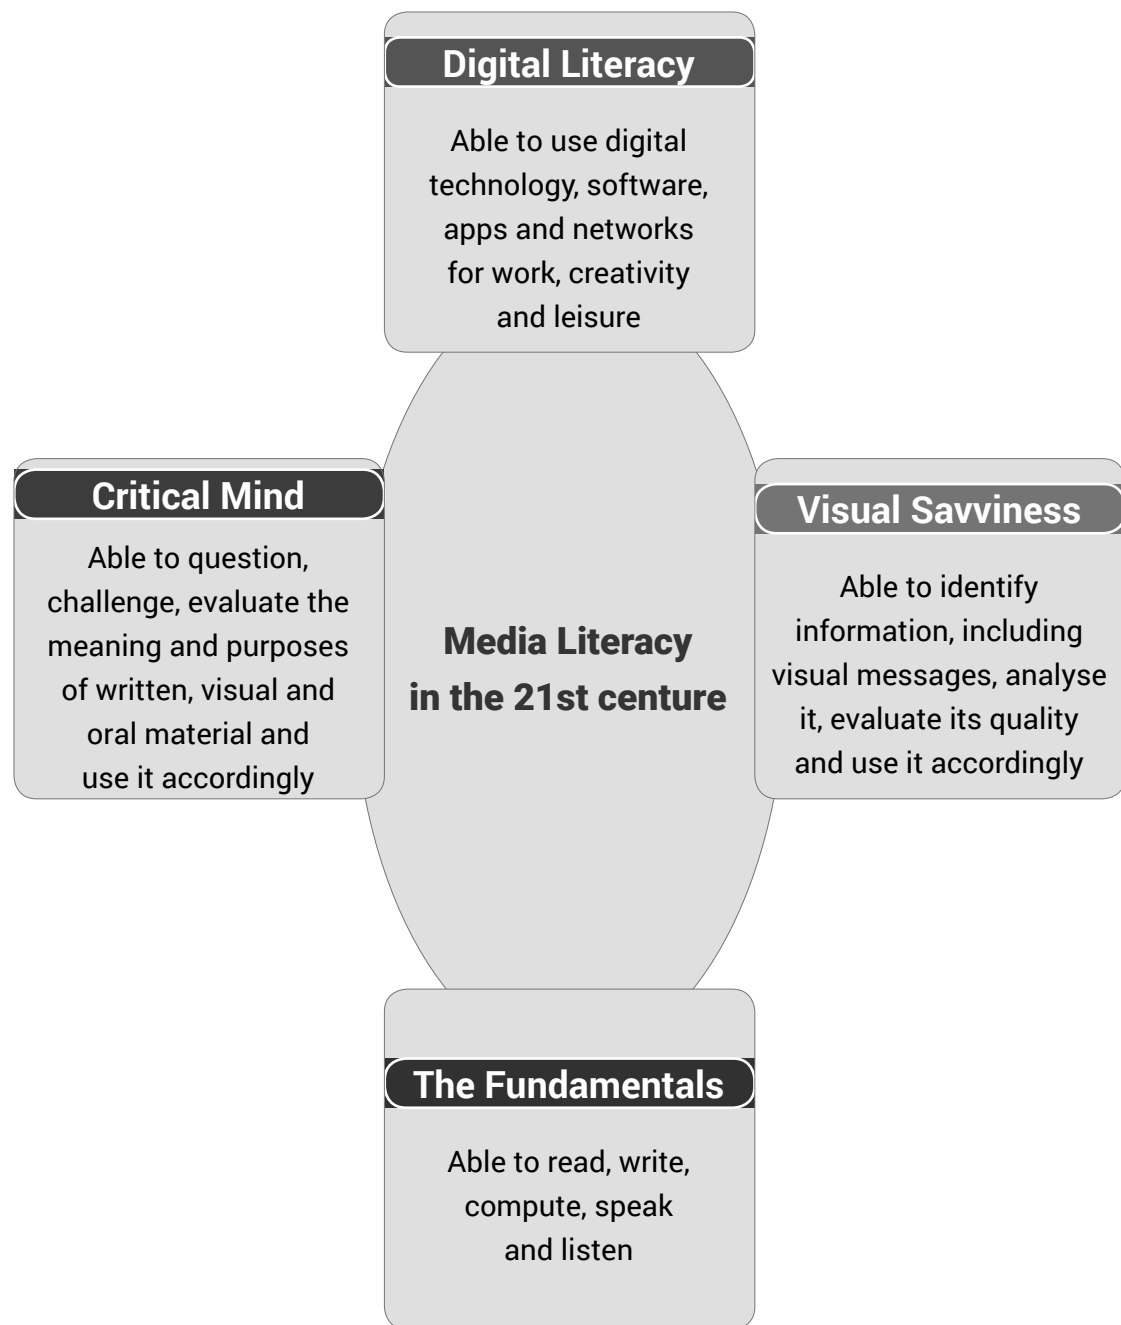 Digital Literacy
Able to use digital
technology, software,
apps and networks
for work, creativity
and leisure
Critical Mind
Able to question,
challenge, evaluate the
meaning and purposes
of written, visual and
oral material and
use it accordingly
Media Literacy
in the 21st centure
Visual Savviness
Able to identify
information, including
visual messages, analyse
it, evaluate its quality
and use it accordingly
The Fundamentals
Able to read, write,
compute, speak
and listen